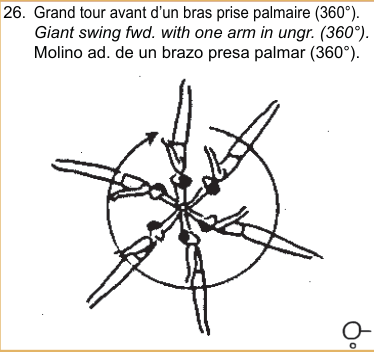 26. Grand tour avant d'un bras prise palmaire (360°).
Giant swing fwd. with one arm in ungr. (360°).
Molino ad. de un brazo presa palmar (360°).